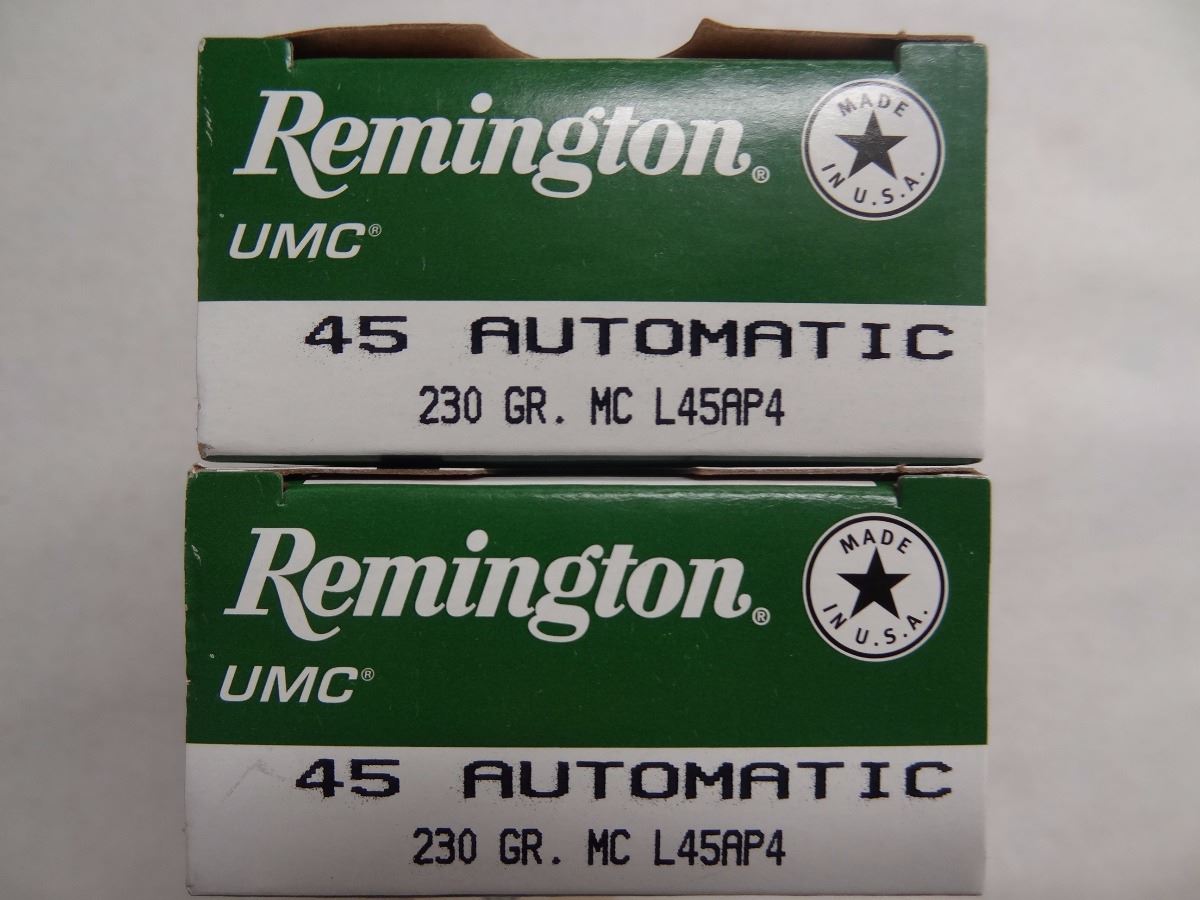 Remington®
MADE
IN U.S.A.
UMC®
45 AUTOMATIC
230 GR. MC L45AP4
Remington®
MADE
IN U.S.A.
UMC®
45 AUTOMATIC
230 GR. MC L45AP4